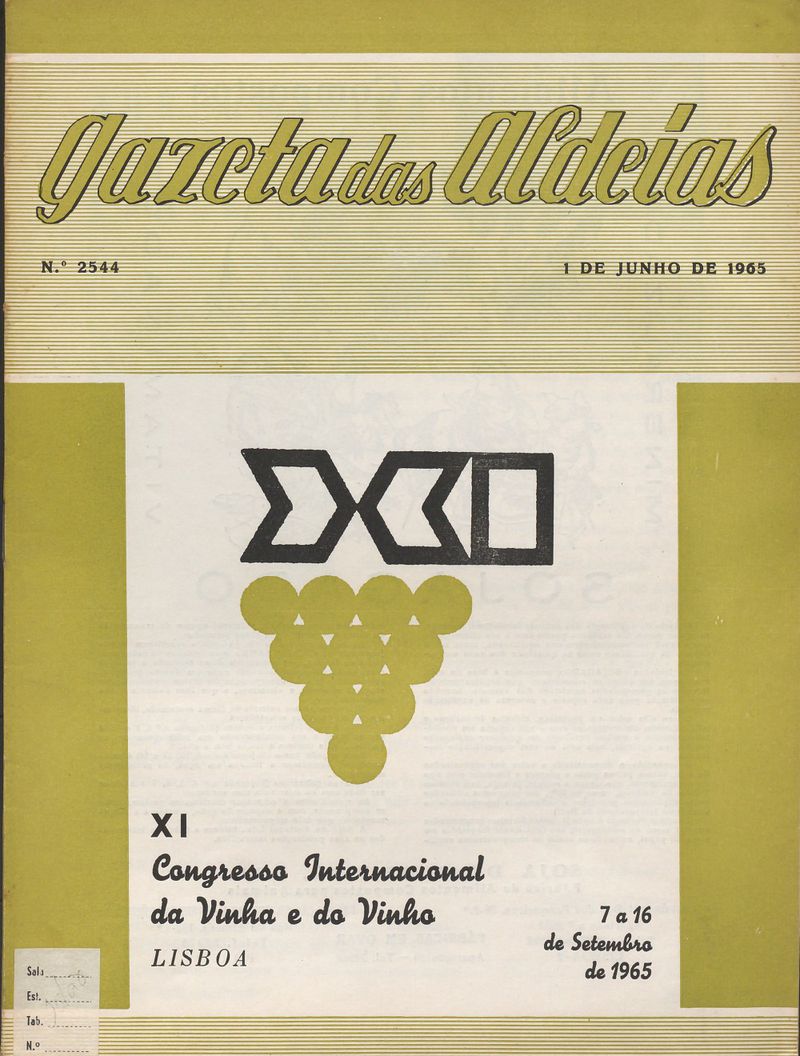 gazeta das Aldeias
N.º 2544
1 DE JUNHO DE 1965
XI
Congresso Internacional
da Vinha e do Vinho
LISBOA
7 a 16
de Setembro
de 1965
Sala
Est.
Tab.
N.º